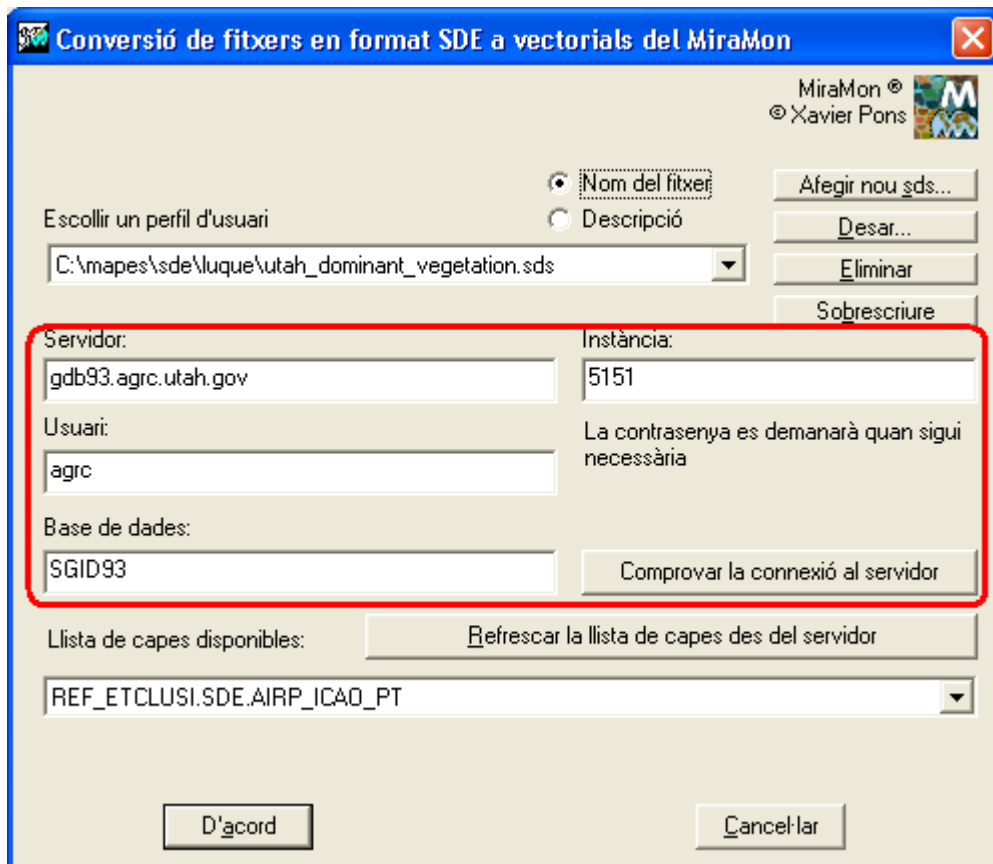 Conversió de fitxers en format SDE a vectorials del MiraMon
MiraMon ®
© Xavier Pons
Nom del fitxer
Afegir nou sds...
Escollir un perfil d'usuari
Descripció
Desar...
C:\mapes\sde\luque\utah_dominant_vegetation.sds
Eliminar
Sobrescriure
Servidor:
Instància:
gdb93.agrc.utah.gov
5151
Usuari:
La contrasenya es demanarà quan sigui
necessària
agrc
Base de dades:
SGID93
Comprovar la connexió al servidor
Llista de capes disponibles:
Refrescar la llista de capes des del servidor
REF_ETCLUSI.SDE.AIRP_ICAO_PT
D'acord
Cancel·lar